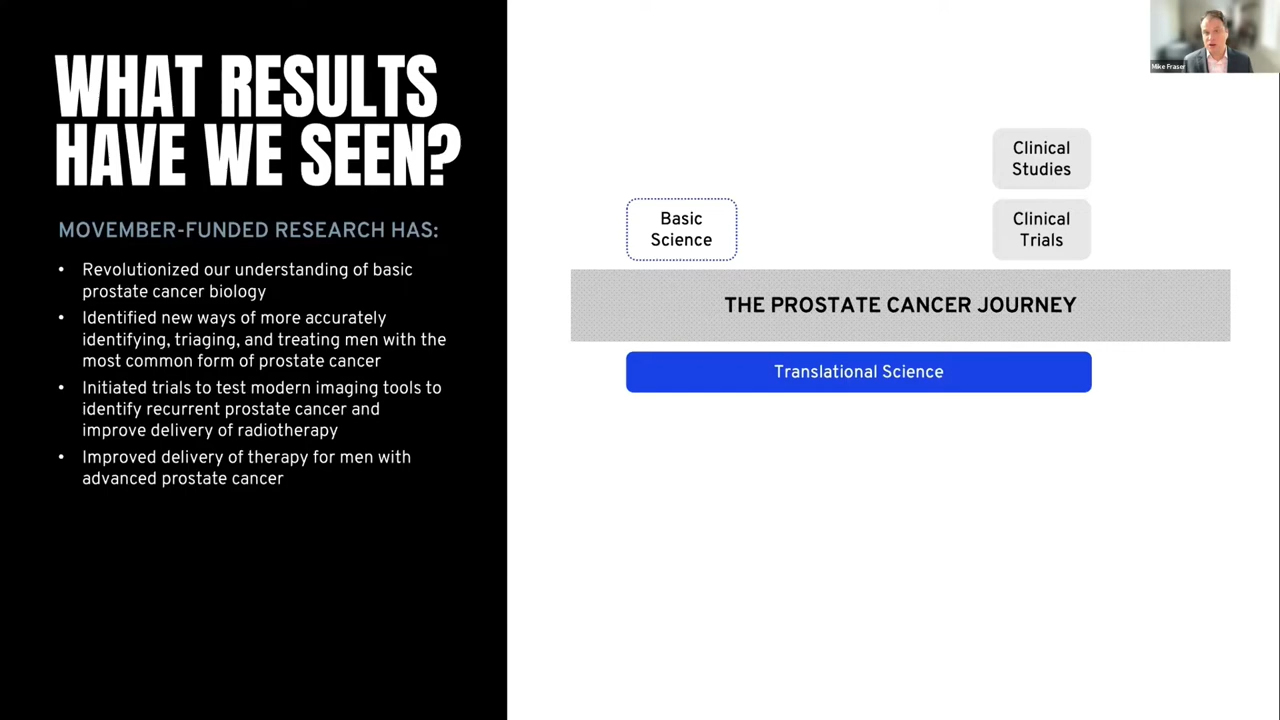 WHAT RESULTS
HAVE WE SEEN?
MOVEMBER-FUNDED RESEARCH HAS:
• Revolutionized our understanding of basic
prostate cancer biology
• Identified new ways of more accurately
identifying, triaging, and treating men with the
most common form of prostate cancer
• Initiated trials to test modern imaging tools to
identify recurrent prostate cancer and
improve delivery of radiotherapy
• Improved delivery of therapy for men with
advanced prostate cancer
Mike Fraser
Clinical
Studies
Basic
Science
Clinical
Trials
THE PROSTATE CANCER JOURNEY
Translational Science